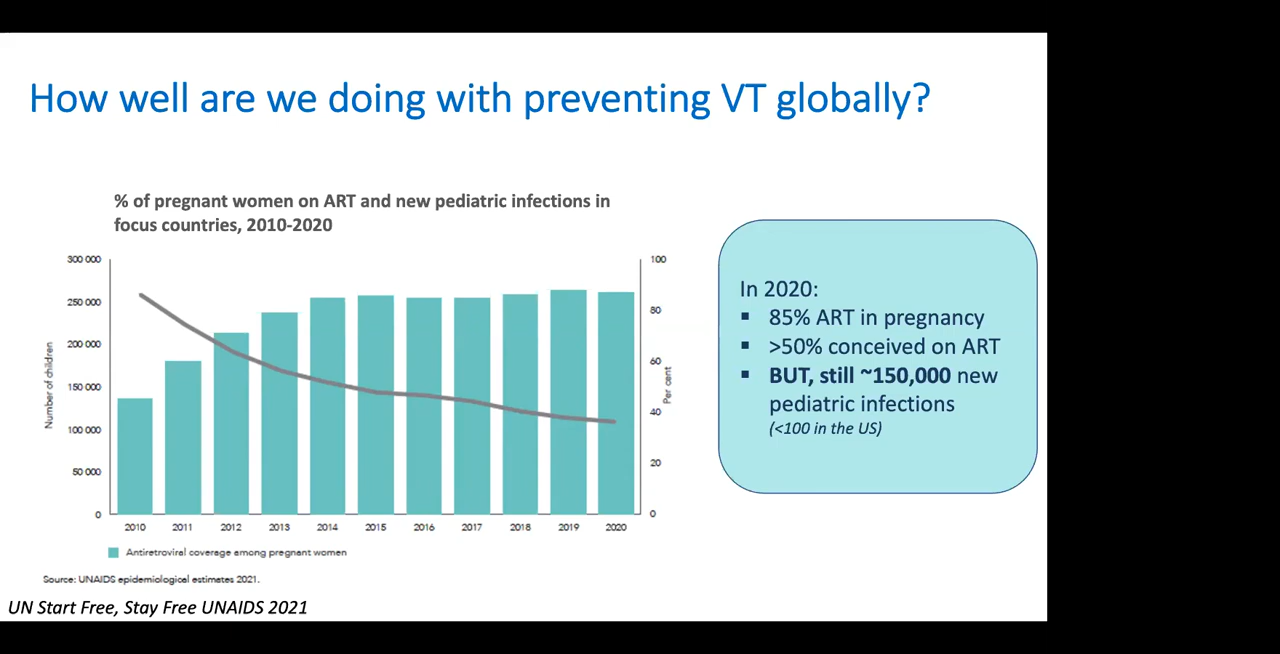 How well are we doing with preventing VT globally?
% of pregnant women on ART and new pediatric infections in
focus countries, 2010-2020
300 000
250 000
200 000
150 000
100 000
50 000
0
Number of children
100
80
60
40
20
0
Per cent
2010 2011 2012 2013 2014 2015 2016 2017 2018 2019 2020
Antiretroviral coverage among pregnant women
Source: UNAIDS epidemiological estimates 2021.
UN Start Free, Stay Free UNAIDS 2021
In 2020:
▪ 85% ART in pregnancy
▪ >50% conceived on ART
▪ BUT, still ~150,000 new
pediatric infections
(<100 in the US)